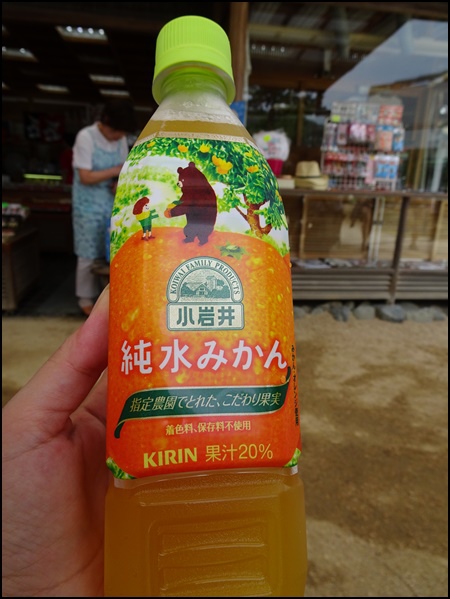 KOIWAI FAMILY PRODUCTS
小岩井
純水みかん
指定農園でとれた、こだわり果実
着色料、保存料不使用
KIRIN 果汁20%